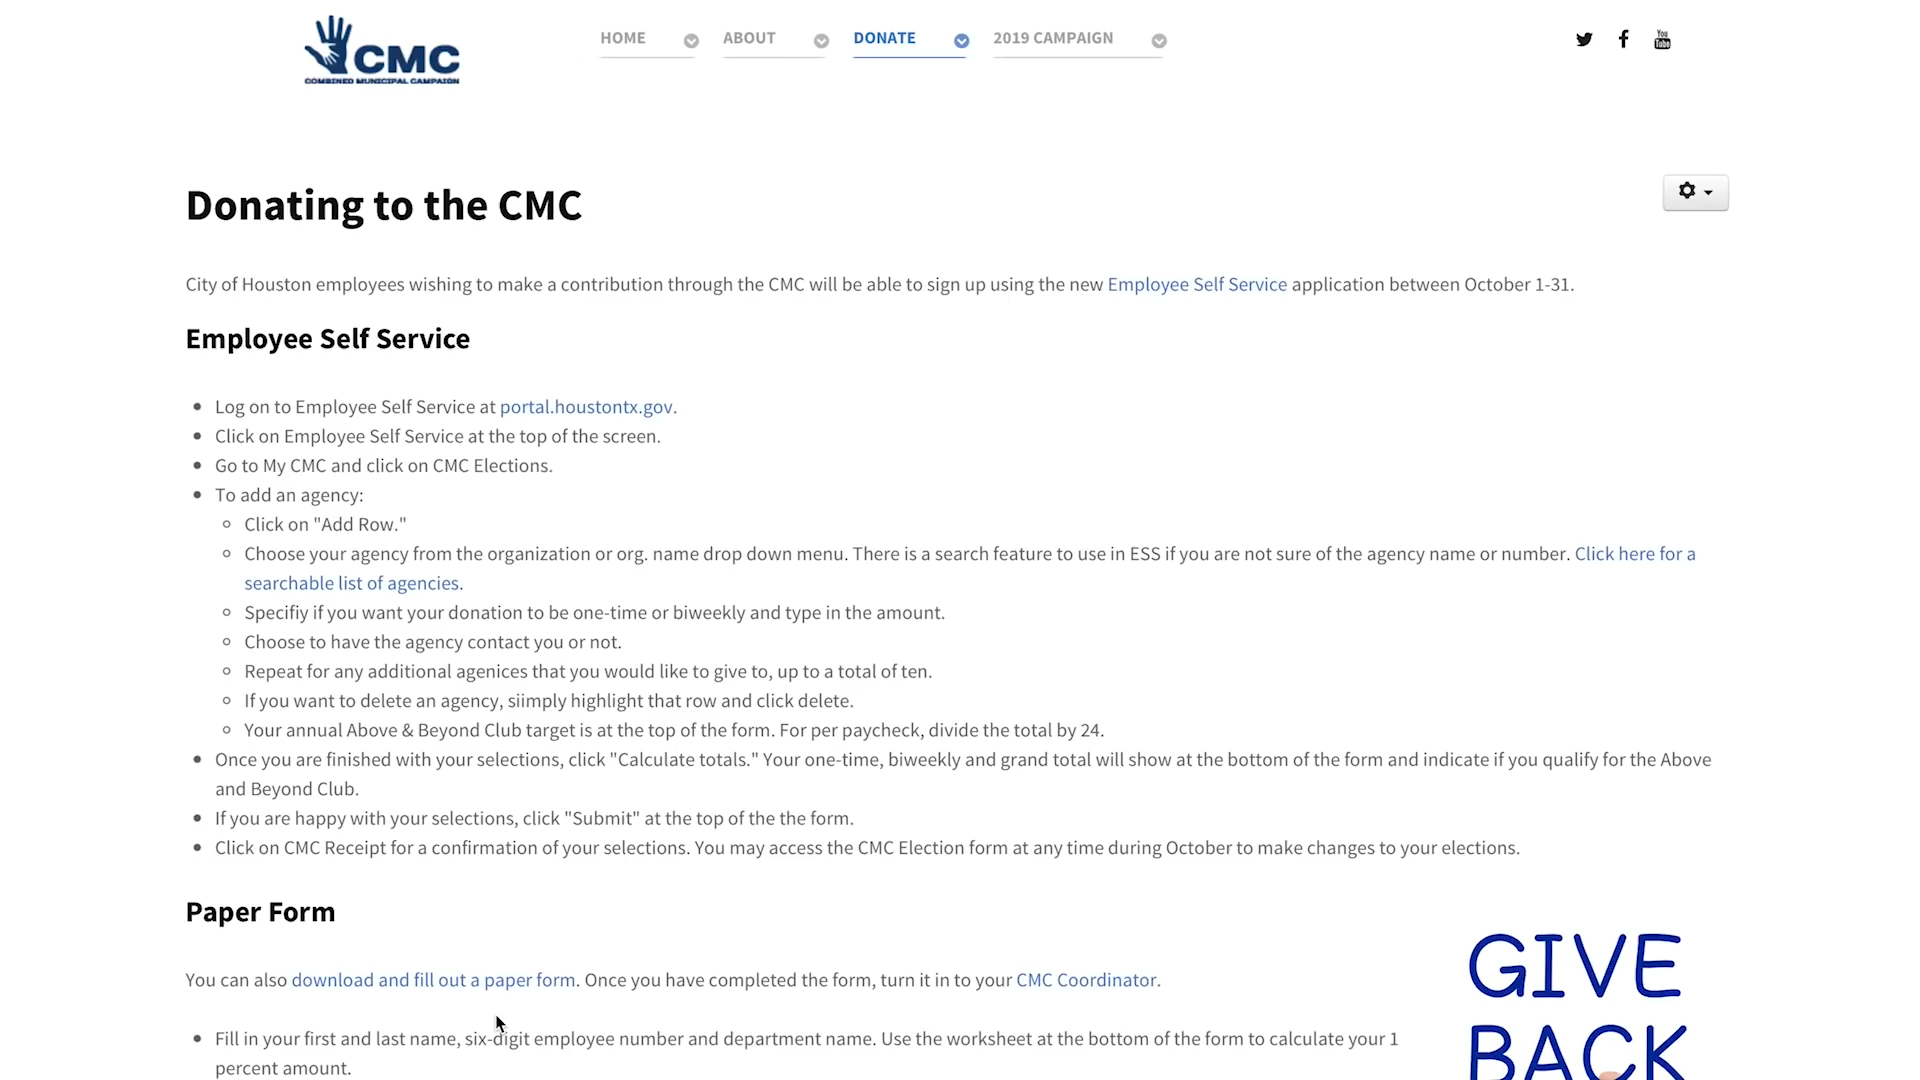 CMC
COMBINED MUNICIPAL CAMPAIGN
HOME
ABOUT
DONATE
2019 CAMPAIGN
You Tube
Donating to the CMC
City of Houston employees wishing to make a contribution through the CMC will be able to sign up using the new Employee Self Service application between October 1-31.
Employee Self Service
Log on to Employee Self Service at portal.houstontx.gov.
Click on Employee Self Service at the top of the screen.
Go to My CMC and click on CMC Elections.
To add an agency:
Click on "Add Row."
Choose your agency from the organization or org. name drop down menu. There is a search feature to use in ESS if you are not sure of the agency name or number. Click here for a
searchable list of agencies.
Specifiy if you want your donation to be one-time or biweekly and type in the amount.
Choose to have the agency contact you or not.
Repeat for any additional agenices that you would like to give to, up to a total of ten.
If you want to delete an agency, siimply highlight that row and click delete.
Your annual Above & Beyond Club target is at the top of the form. For per paycheck, divide the total by 24.
Once you are finished with your selections, click "Calculate totals." Your one-time, biweekly and grand total will show at the bottom of the form and indicate if you qualify for the Above
and Beyond Club.
If you are happy with your selections, click "Submit" at the top of the the form.
Click on CMC Receipt for a confirmation of your selections. You may access the CMC Election form at any time during October to make changes to your elections.
Paper Form
You can also download and fill out a paper form. Once you have completed the form, turn it in to your CMC Coordinator.
Fill in your first and last name, six-digit employee number and department name. Use the worksheet at the bottom of the form to calculate your 1
percent amount.
GIVE
BACK